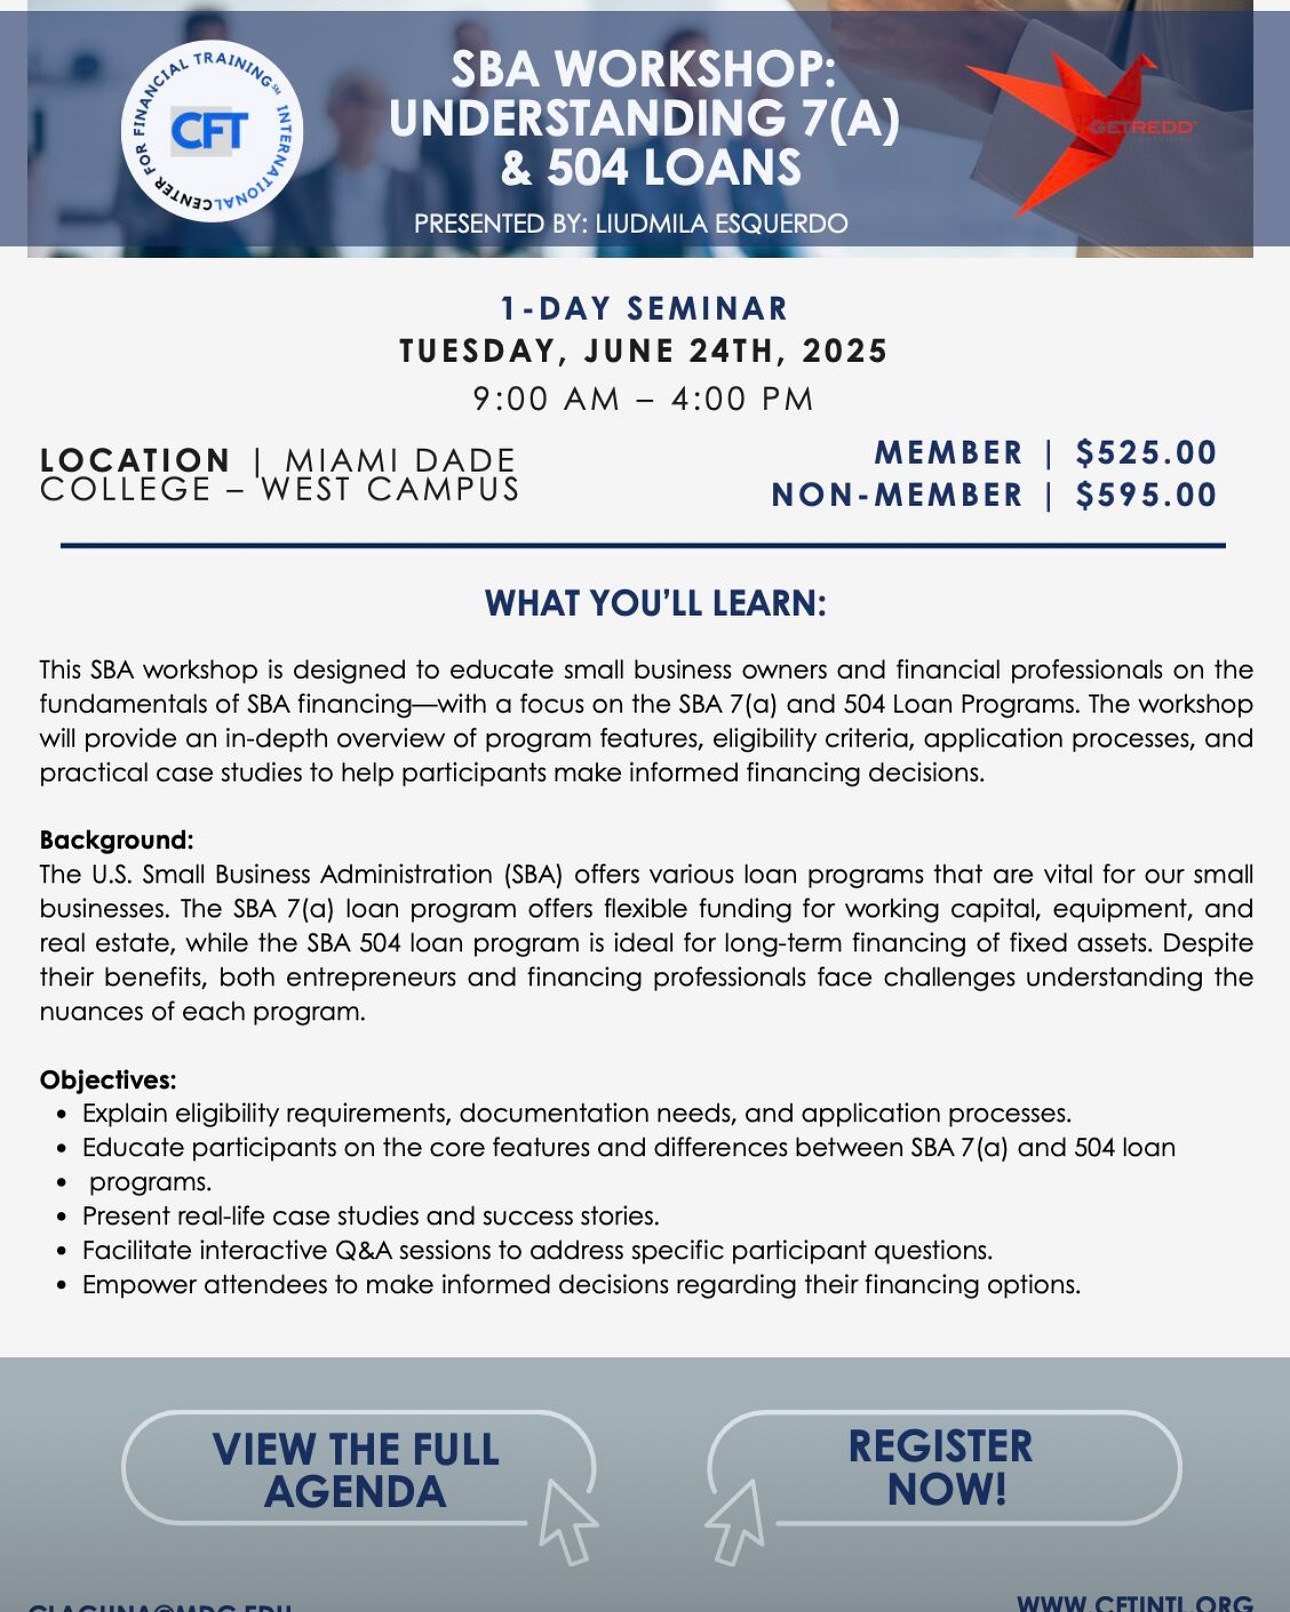 CENTER FOR FINANCIAL TRAINING℠ INTERNATIONAL
CFT
SBA WORKSHOP:
UNDERSTANDING 7(A)
& 504 LOANS
PRESENTED BY: LIUDMILA ESQUERDO
GETREDD
1-DAY SEMINAR
TUESDAY, JUNE 24TH, 2025
9:00 AM – 4:00 PM
LOCATION | MIAMI DADE
COLLEGE – WEST CAMPUS
MEMBER | $525.00
NON-MEMBER | $595.00
WHAT YOU’LL LEARN:
This SBA workshop is designed to educate small business owners and financial professionals on the
fundamentals of SBA financing—with a focus on the SBA 7(a) and 504 Loan Programs. The workshop
will provide an in-depth overview of program features, eligibility criteria, application processes, and
practical case studies to help participants make informed financing decisions.
Background:
The U.S. Small Business Administration (SBA) offers various loan programs that are vital for our small
businesses. The SBA 7(a) loan program offers flexible funding for working capital, equipment, and
real estate, while the SBA 504 loan program is ideal for long-term financing of fixed assets. Despite
their benefits, both entrepreneurs and financing professionals face challenges understanding the
nuances of each program.
Objectives:
• Explain eligibility requirements, documentation needs, and application processes.
• Educate participants on the core features and differences between SBA 7(a) and 504 loan
• programs.
• Present real-life case studies and success stories.
• Facilitate interactive Q&A sessions to address specific participant questions.
• Empower attendees to make informed decisions regarding their financing options.
VIEW THE FULL
AGENDA
REGISTER
NOW!
WWW.CFTINTL.ORG